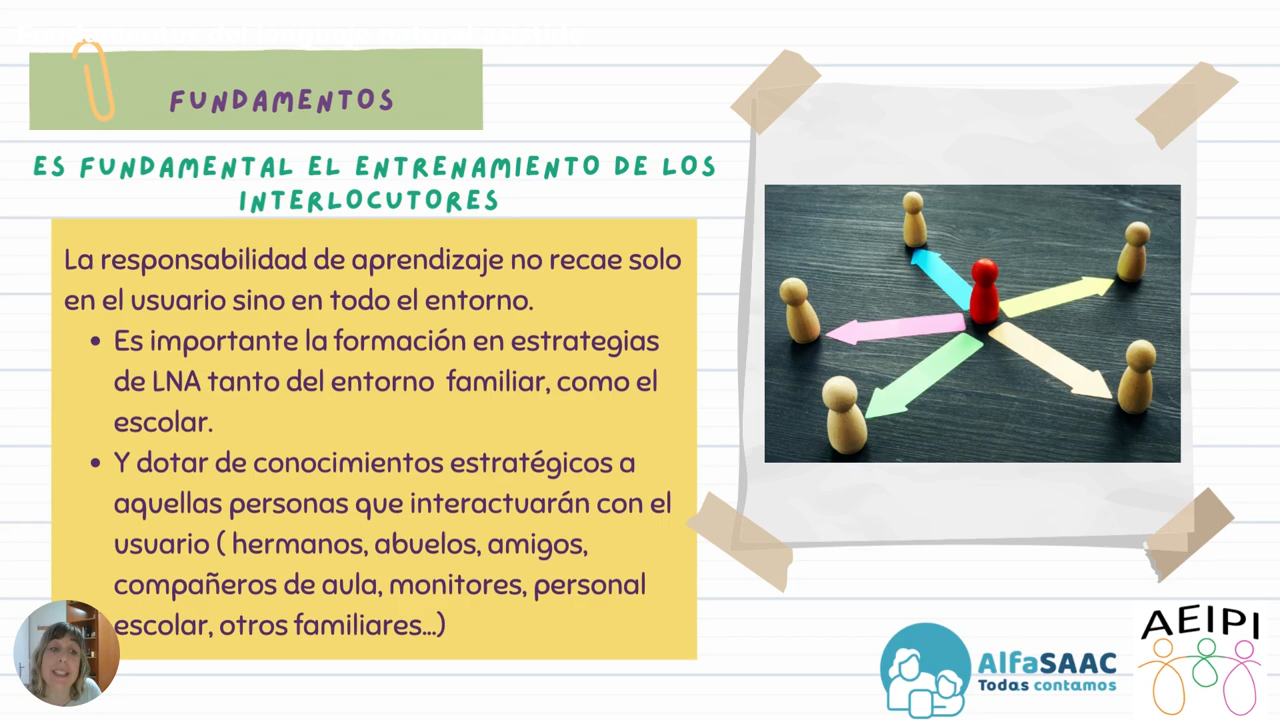 FUNDAMENTOS
ES FUNDAMENTAL EL ENTRENAMIENTO DE LOS
INTERLOCUTORES
La responsabilidad de aprendizaje no recae solo
en el usuario sino en todo el entorno.
• Es importante la formación en estrategias
de LNA tanto del entorno familiar, como el
escolar.
• Y dotar de conocimientos estratégicos a
aquellas personas que interactuarán con el
usuario ( hermanos, abuelos, amigos,
compañeros de aula, monitores, personal
escolar, otros familiares...)
AlfaSAAC
Todas contamos
AEIPI